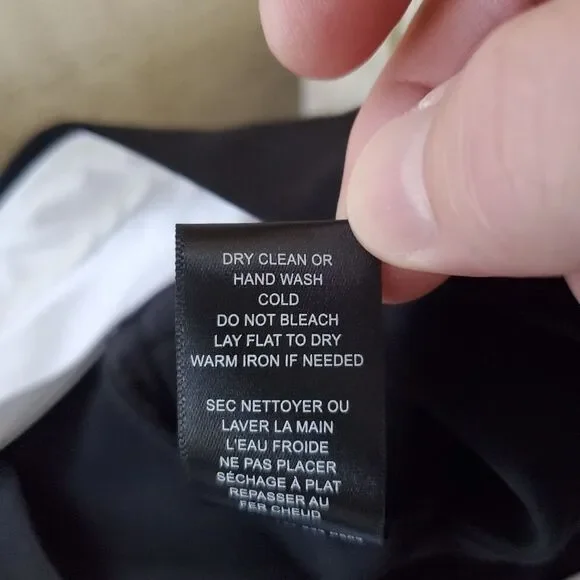 DRY CLEAN OR
HAND WASH
COLD
DO NOT BLEACH
LAY FLAT TO DRY
WARM IRON IF NEEDED
SEC NETTOYER OU
LAVER LA MAIN
L'EAU FROIDE
NE PAS PLACER
SÉCHAGE À PLAT
REPASSER AU
FER CHEUD